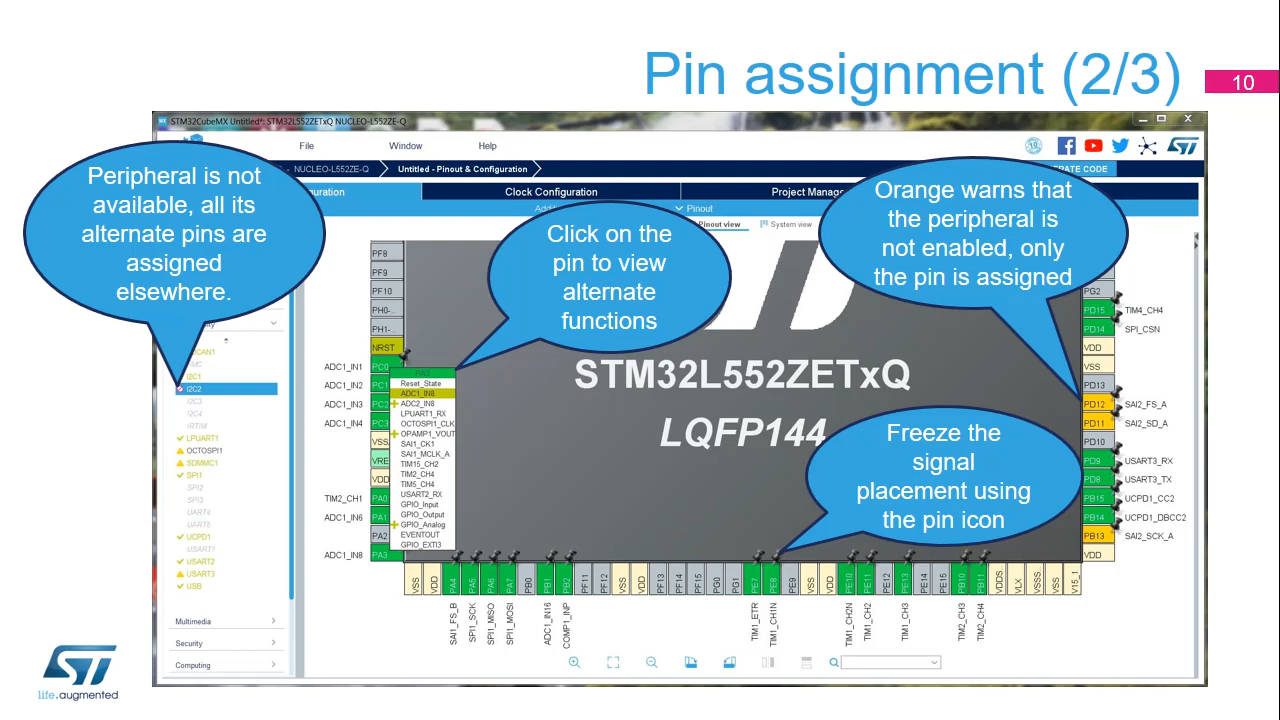 Pin assignment (2/3)
10
STM32CubeMX Untitled*: STM32L552ZETxQ NUCLEO-L552ZE-Q
File
Window
Help
NUCLEO-L552ZE-Q
Untitled - Pinout & Configuration
Clock Configuration
Pinout
Pinout view
System view
Peripheral is not
available, all its
alternate pins are
assigned
elsewhere.
Click on the
pin to view
alternate
functions
Orange warns that
the peripheral is
not enabled, only
the pin is assigned
Freeze the
signal
placement using
the pin icon
I2C1
I2C2
I2C3
I2C4
IRTIM
LPUART1
OCTOSPI1
SDMMC1
SPI1
SPI2
SPI3
UART4
UART5
UCPD1
USART1
USART2
USART3
USB
Multimedia
Security
Computing
PF8
PF9
PF10
PH0-..
PH1-..
NRST
ADC1_IN1 PC0
ADC1_IN2 PC1
ADC1_IN3 PC2
ADC1_IN4 PC3
VSS
VRE
VDD
TIM2_CH1 PA0
ADC1_IN6 PA1
PA2
ADC1_IN8 PA3
PA3
Reset_State
ADC1_IN8
ADC2_IN8
LPUART1_RX
OCTOSPI1_CLK
OPAMP1_VOUT
SAI1_CK1
SAI1_MCLK_A
TIM15_CH2
TIM2_CH4
TIM5_CH4
USART2_RX
GPIO_Input
GPIO_Output
GPIO_Analog
EVENTOUT
GPIO_EXTI3
STM32L552ZETxQ
LQFP144
PG2
PD15 TIM4_CH4
PD14 SPI_CSN
VDD
VSS
PD13
PD12 SAI2_FS_A
PD11 SAI2_SD_A
PD10
PD9 USART3_RX
PD8 USART3_TX
PB15 UCPD1_CC2
PB14 UCPD1_DBCC2
PB13 SAI2_SCK_A
VDD
VSS
VDD
PA4
PA5
PA6
PA7
PB0
PB1
PB2
PF11
PF12
VSS
VDD
PF13
PF14
PF15
PG0
PG1
PE7
PE8
PE9
VSS
VDD
PE10
PE11
PE12
PE13
PE14
PE15
PB10
PB11
VDDS
VLX
VSSS
VSS
V15_1
SAI1_FS_B
SPI1_SCK
SPI1_MISO
SPI1_MOSI
ADC1_IN16
COMP1_INP
TIM1_ETR
TIM1_CH1N
TIM1_CH2N
TIM1_CH2
TIM1_CH3
TIM2_CH3
TIM2_CH4
ST
life.augmented